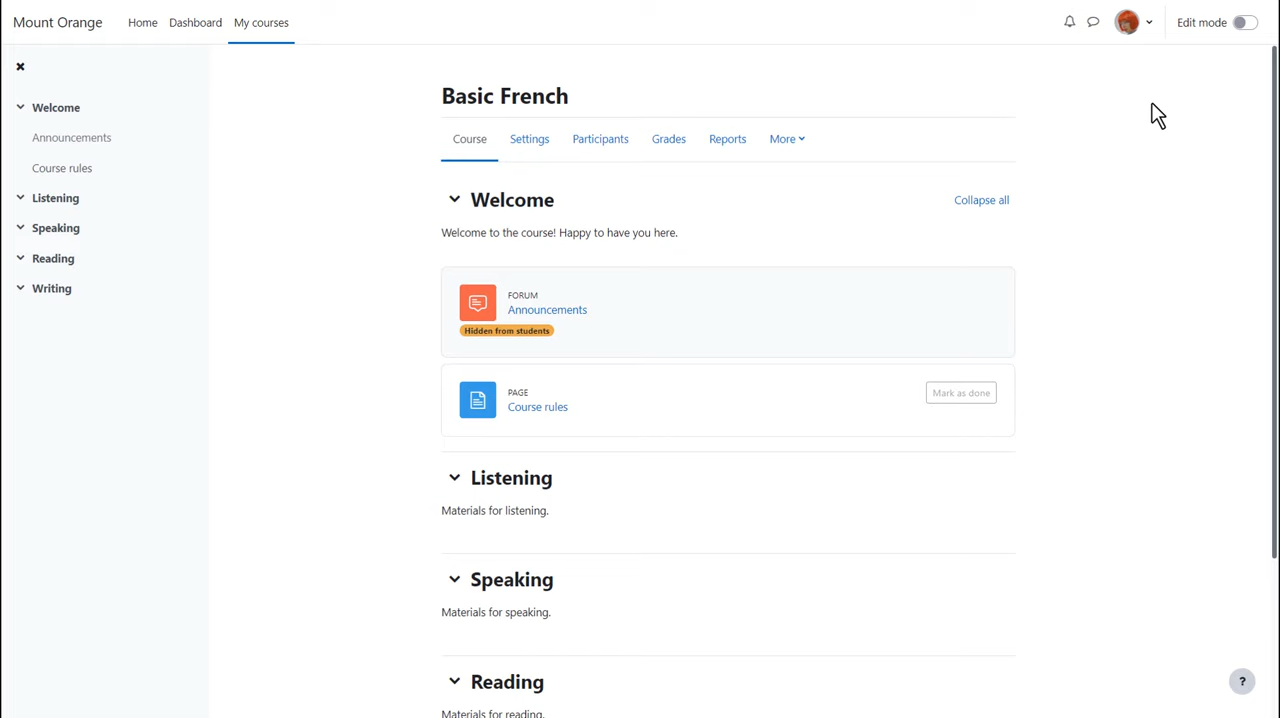 Mount Orange Home Dashboard My courses Edit mode
Welcome
Announcements
Course rules
Listening
Speaking
Reading
Writing
Basic French
Course Settings Participants Grades Reports More
Welcome Collapse all
Welcome to the course! Happy to have you here.
FORUM
Announcements
Hidden from students
PAGE
Course rules
Mark as done
Listening
Materials for listening.
Speaking
Materials for speaking.
Reading
Materials for reading.
?